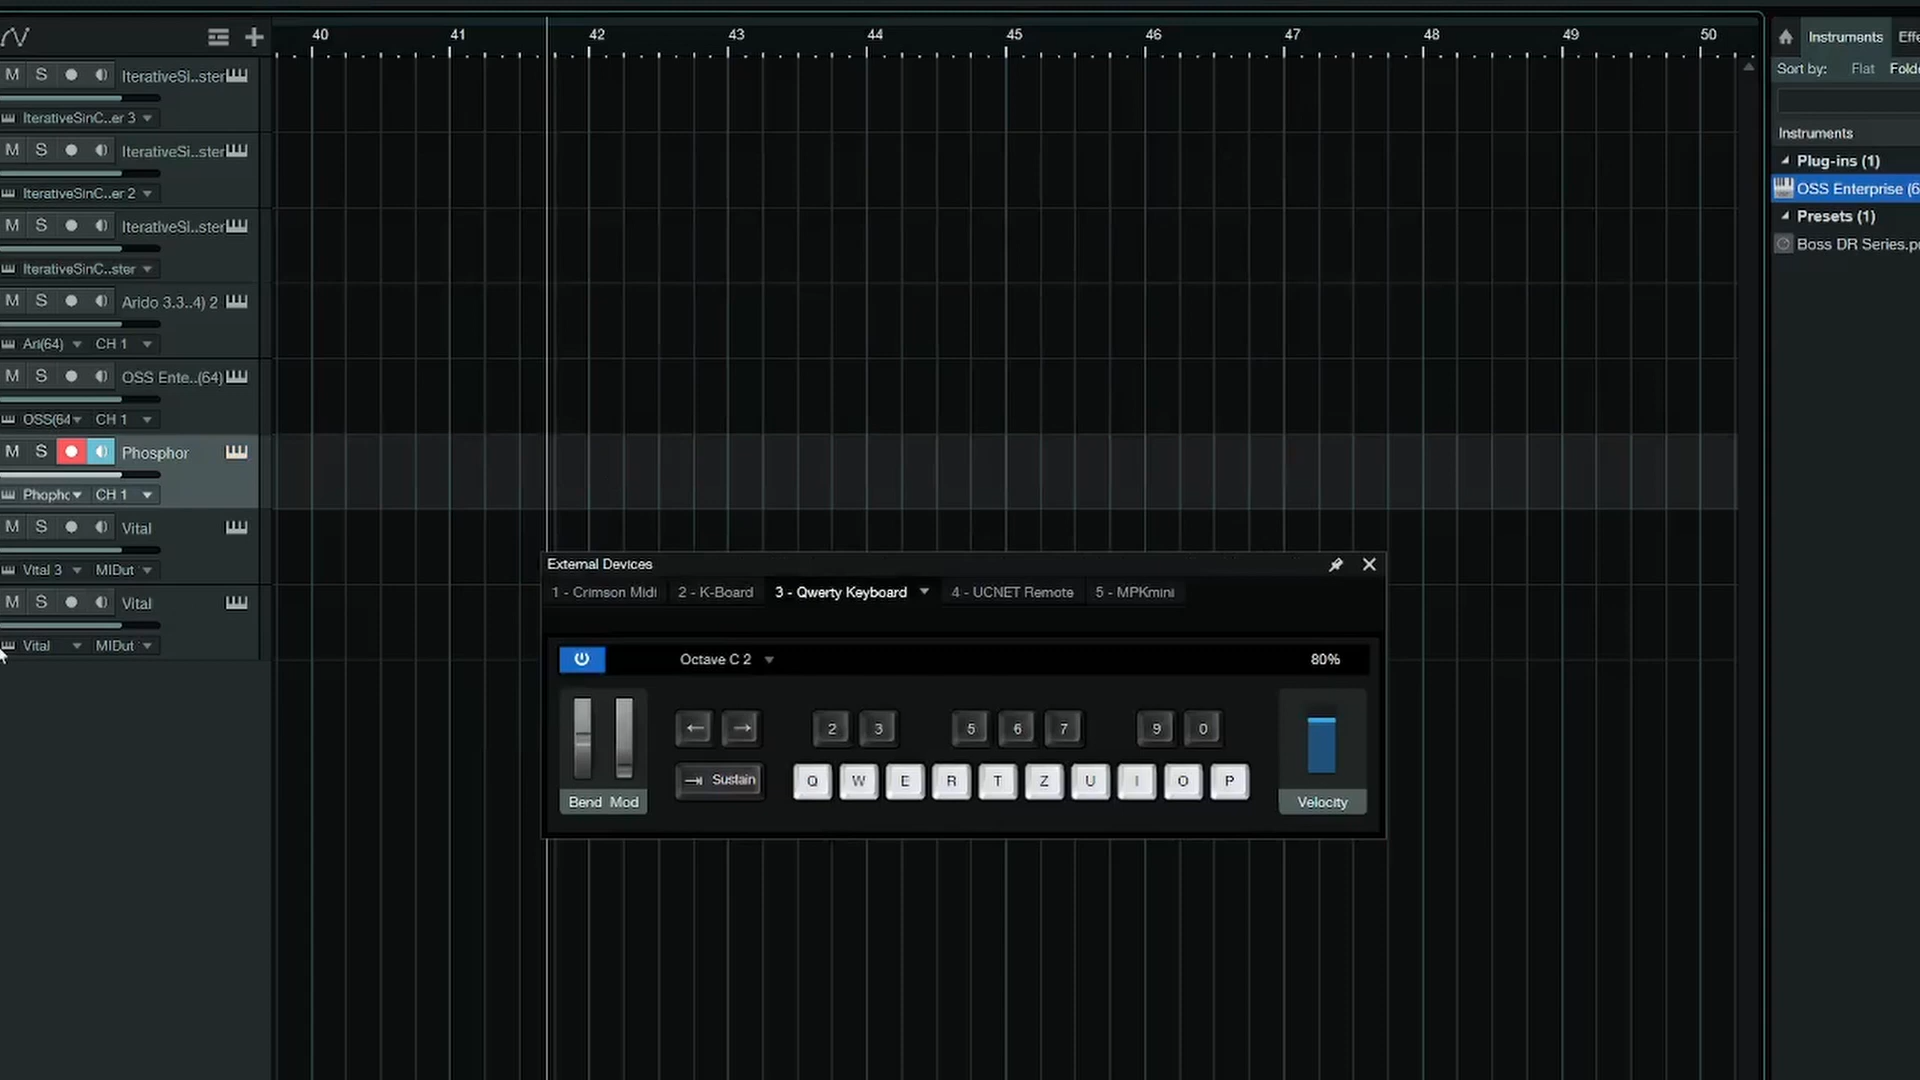 40 41 42 43 44 45 46 47 48 49 50
Instruments Effe
Sort by: Flat Folde
M S IterativeSi..ster
IterativeSinC..er 3
M S IterativeSi..ster
IterativeSinC..er 2
M S IterativeSi..ster
IterativeSinC..ster
M S Arido 3.3..4) 2
Ari(64) CH 1
M S OSS Ente..(64)
OSS(64 CH 1
M S Phosphor
Phopho CH 1
M S Vital
Vital 3 MIDut
M S Vital
Vital MIDut
Instruments
Plug-ins (1)
OSS Enterprise (6
Presets (1)
Boss DR Series.p
External Devices
1 - Crimson Midi 2 - K-Board 3 - Qwerty Keyboard 4 - UCNET Remote 5 - MPKmini
Octave C 2 80%
← → 2 3 5 6 7 9 0
Sustain Q W E R T Z U I O P
Bend Mod Velocity